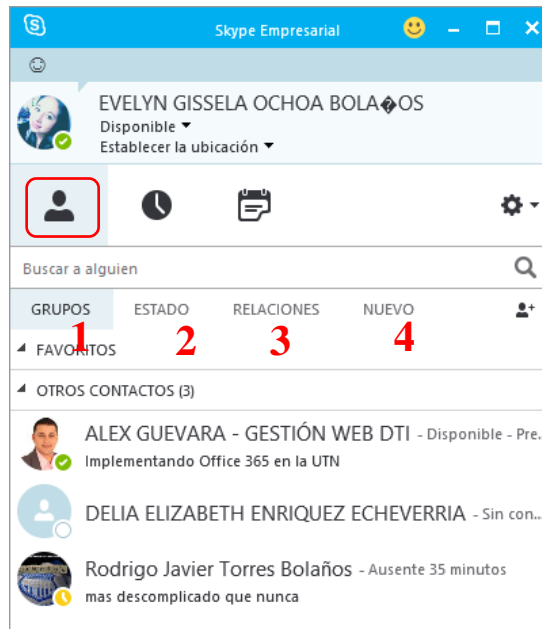 Skype Empresarial
EVELYN GISSELA OCHOA BOLA�OS
Disponible
Establecer la ubicación
Buscar a alguien
GRUPOS ESTADO RELACIONES NUEVO
1 2 3 4
FAVORITOS
OTROS CONTACTOS (3)
ALEX GUEVARA - GESTIÓN WEB DTI - Disponible - Pre...
Implementando Office 365 en la UTN
DELIA ELIZABETH ENRIQUEZ ECHEVERRIA - Sin con...
Rodrigo Javier Torres Bolaños - Ausente 35 minutos
mas descomplicado que nunca